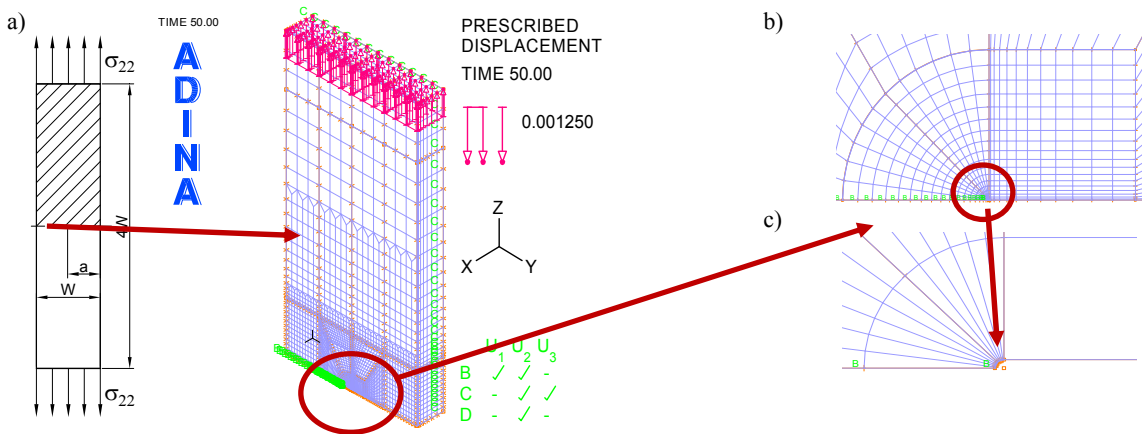 a)
σ22
4W
a
W
σ22
TIME 50.00
ADINA
C
PRESCRIBED
DISPLACEMENT
TIME 50.00
0.001250
Z
X Y
C
C
C
C
C
C
C
U1 U2 U3
B ✓ ✓ -
C - ✓ ✓
D - ✓ -
b)
B B B B B B B B
c)
B B